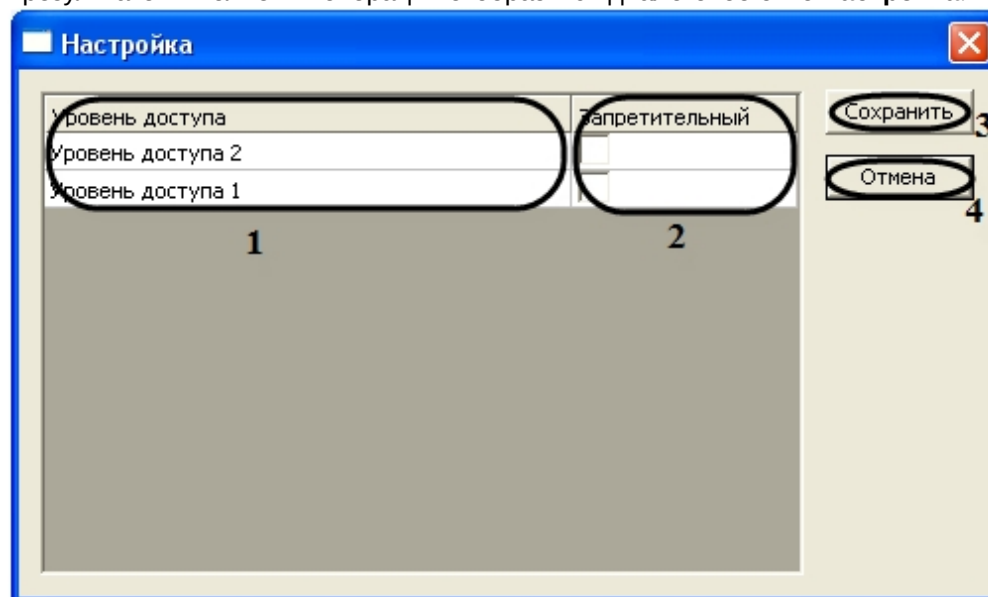 Настройка
Уровень доступа Запретительный
Уровень доступа 2
Уровень доступа 1
Сохранить 3
Отмена 4
1 2